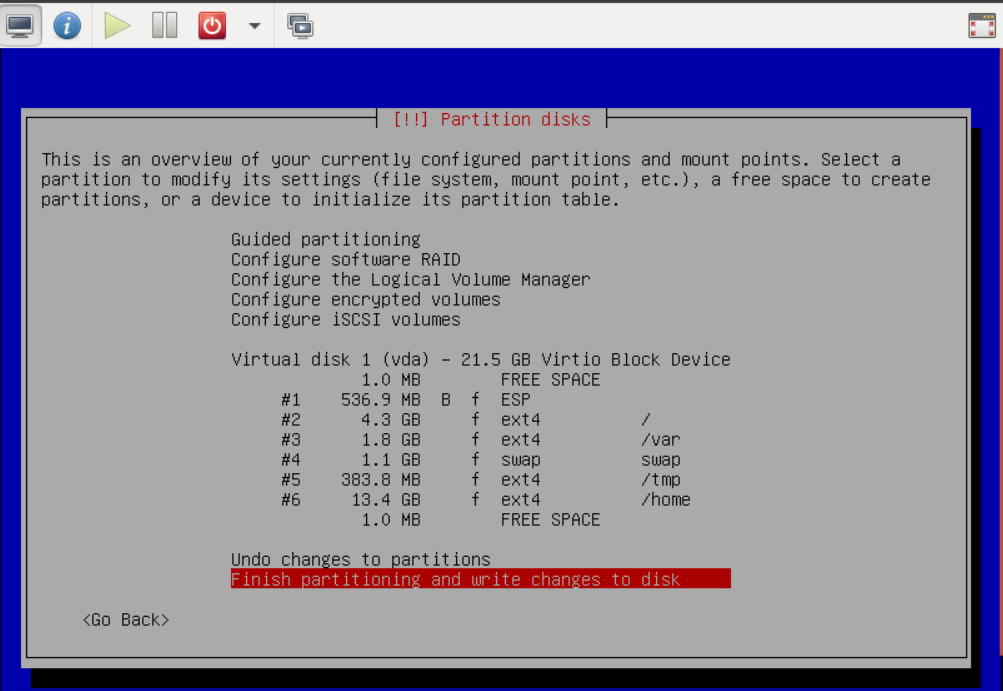 [!!] Partition disks
This is an overview of your currently configured partitions and mount points. Select a
partition to modify its settings (file system, mount point, etc.), a free space to create
partitions, or a device to initialize its partition table.
Guided partitioning
Configure software RAID
Configure the Logical Volume Manager
Configure encrypted volumes
Configure iSCSI volumes
Virtual disk 1 (vda) - 21.5 GB Virtio Block Device
1.0 MB FREE SPACE
#1 536.9 MB B f ESP
#2 4.3 GB f ext4 /
#3 1.8 GB f ext4 /var
#4 1.1 GB f swap swap
#5 383.8 MB f ext4 /tmp
#6 13.4 GB f ext4 /home
1.0 MB FREE SPACE
Undo changes to partitions
Finish partitioning and write changes to disk
<Go Back>